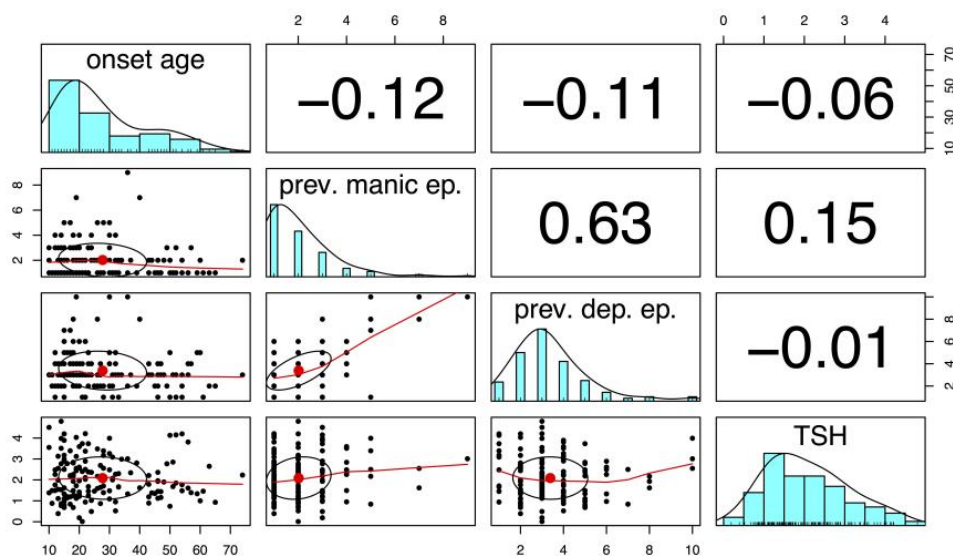 2 4 6 8
0 1 2 3 4
onset age
−0.12
−0.11
−0.06
10 30 50 70
2 4 6 8
prev. manic ep.
0.63
0.15
prev. dep. ep.
−0.01
2 4 6 8
0 1 2 3 4
TSH
10 20 30 40 50 60 70
2 4 6 8 10